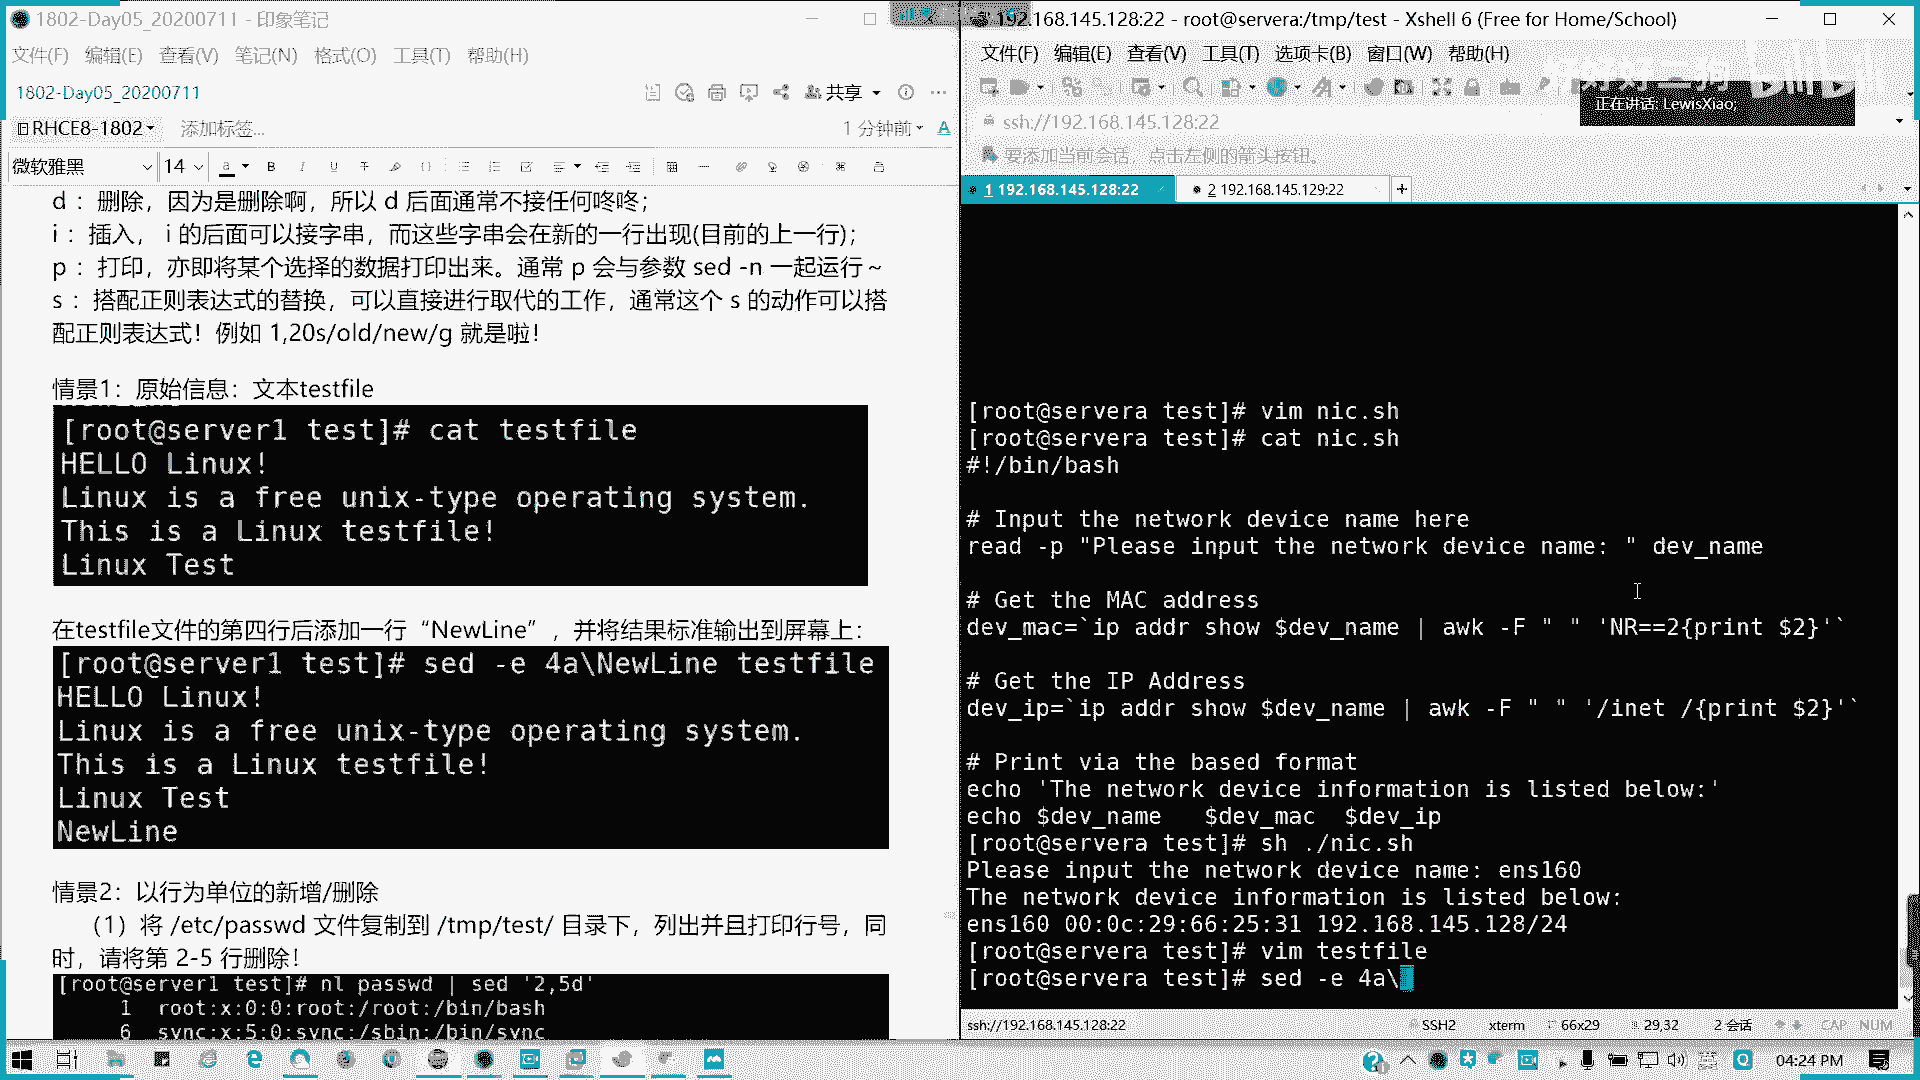 1802-Day05_20200711 - 印象笔记
文件(F) 编辑(E) 查看(V) 笔记(N) 格式(O) 工具(T) 帮助(H)
1802-Day05_20200711
共享
RHCE8-1802
添加标签...
1 分钟前
微软雅黑 14
d ：删除，因为是删除啊，所以 d 后面通常不接任何咚咚；
i ：插入， i 的后面可以接字串，而这些字串会在新的一行出现(目前的上一行)；
p ：打印，亦即将某个选择的数据打印出来。通常 p 会与参数 sed -n 一起运行～
s ：搭配正则表达式的替换，可以直接进行取代的工作，通常这个 s 的动作可以搭
配正则表达式！例如 1,20s/old/new/g 就是啦！
情景1：原始信息：文本testfile
[root@server1 test]# cat testfile
HELLO Linux!
Linux is a free unix-type operating system.
This is a Linux testfile!
Linux Test
在testfile文件的第四行后添加一行“NewLine”，并将结果标准输出到屏幕上：
[root@server1 test]# sed -e 4a\NewLine testfile
HELLO Linux!
Linux is a free unix-type operating system.
This is a Linux testfile!
Linux Test
NewLine
情景2：以行为单位的新增/删除
（1）将 /etc/passwd 文件复制到 /tmp/test/ 目录下，列出并且打印行号，同
时，请将第 2-5 行删除！
[root@server1 test]# nl passwd | sed '2,5d'
1 root:x:0:0:root:/root:/bin/bash
6 sync:x:5:0:sync:/sbin:/bin/sync
192.168.145.128:22 - root@servera:/tmp/test - Xshell 6 (Free for Home/School)
文件(F) 编辑(E) 查看(V) 工具(T) 选项卡(B) 窗口(W) 帮助(H)
正在讲话: LewisXiao;
ssh://192.168.145.128:22
要添加当前会话，点击左侧的箭头按钮。
1 192.168.145.128:22
2 192.168.145.129:22
[root@servera test]# vim nic.sh
[root@servera test]# cat nic.sh
#!/bin/bash
# Input the network device name here
read -p "Please input the network device name: " dev_name
# Get the MAC address
dev_mac=`ip addr show $dev_name | awk -F " " 'NR==2{print $2}'`
# Get the IP Address
dev_ip=`ip addr show $dev_name | awk -F " " '/inet /{print $2}'`
# Print via the based format
echo 'The network device information is listed below:'
echo $dev_name   $dev_mac  $dev_ip
[root@servera test]# sh ./nic.sh
Please input the network device name: ens160
The network device information is listed below:
ens160 00:0c:29:66:25:31 192.168.145.128/24
[root@servera test]# vim testfile
[root@servera test]# sed -e 4a\
ssh://192.168.145.128:22
SSH2 xterm 66x29 29,32 2 会话 CAP NUM
04:24 PM